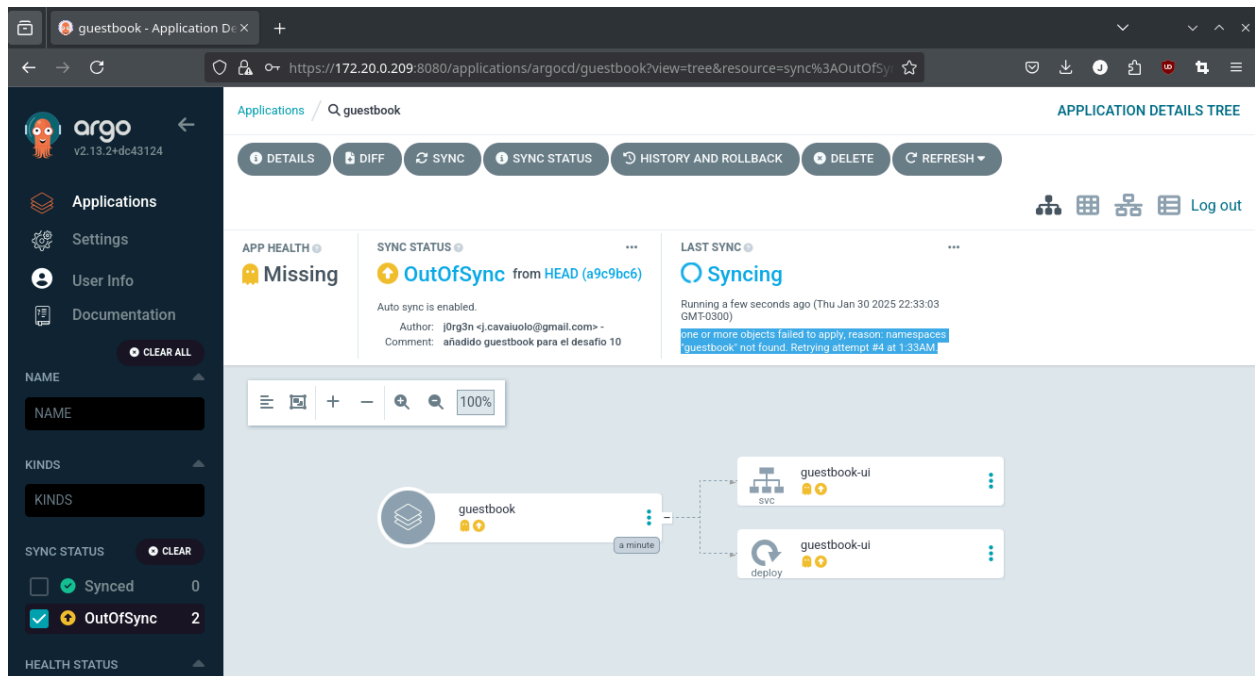 guestbook - Application De
https://172.20.0.209:8080/applications/argocd/guestbook?view=tree&resource=sync%3AOutOfSy
argo
v2.13.2+dc43124
Applications
Settings
User Info
Documentation
CLEAR ALL
NAME
NAME
KINDS
KINDS
SYNC STATUS CLEAR
Synced 0
OutOfSync 2
HEALTH STATUS
Applications / guestbook
APPLICATION DETAILS TREE
DETAILS DIFF SYNC SYNC STATUS HISTORY AND ROLLBACK DELETE REFRESH
Log out
APP HEALTH
Missing
SYNC STATUS
OutOfSync from HEAD (a9c9bc6)
Auto sync is enabled.
Author: j0rg3n <j.cavaiuolo@gmail.com> -
Comment: añadido guestbook para el desafio 10
LAST SYNC
Syncing
Running a few seconds ago (Thu Jan 30 2025 22:33:03
GMT-0300)
one or more objects failed to apply, reason: namespaces
"guestbook" not found. Retrying attempt #4 at 1:33AM.
100%
guestbook
a minute
guestbook-ui
svc
guestbook-ui
deploy